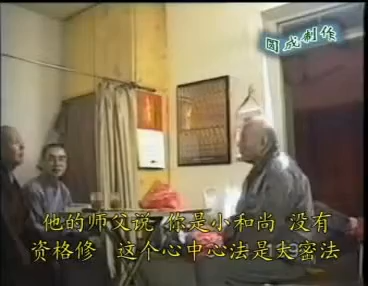 圆成制作
他的师父说 你是小和尚 没有
资格修 这个心中心法是大密法